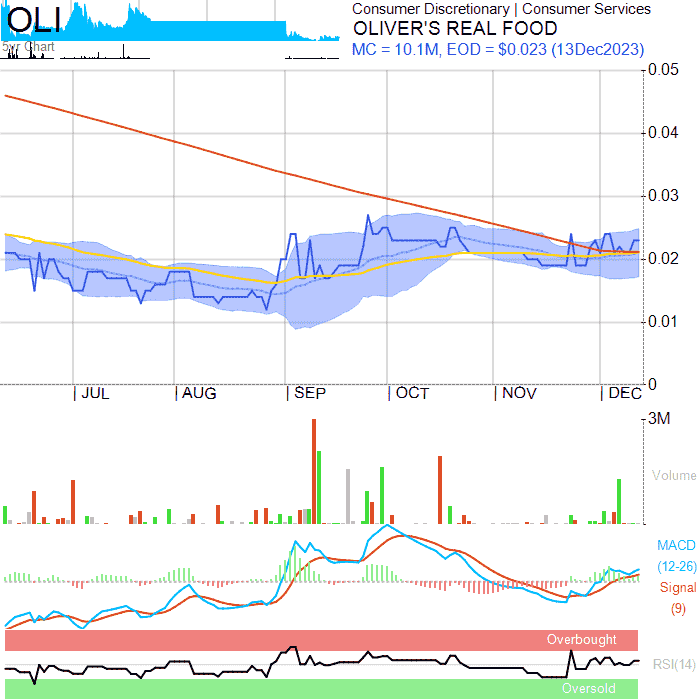 OLI
5yr Chart
Consumer Discretionary | Consumer Services
OLIVER'S REAL FOOD
MC = 10.1M, EOD = $0.023 (13Dec2023)
0.05
0.04
0.03
0.02
0.01
0
| JUL | AUG | SEP | OCT | NOV | DEC
3M
Volume
MACD
(12-26)
Signal
(9)
Overbought
RSI(14)
Oversold